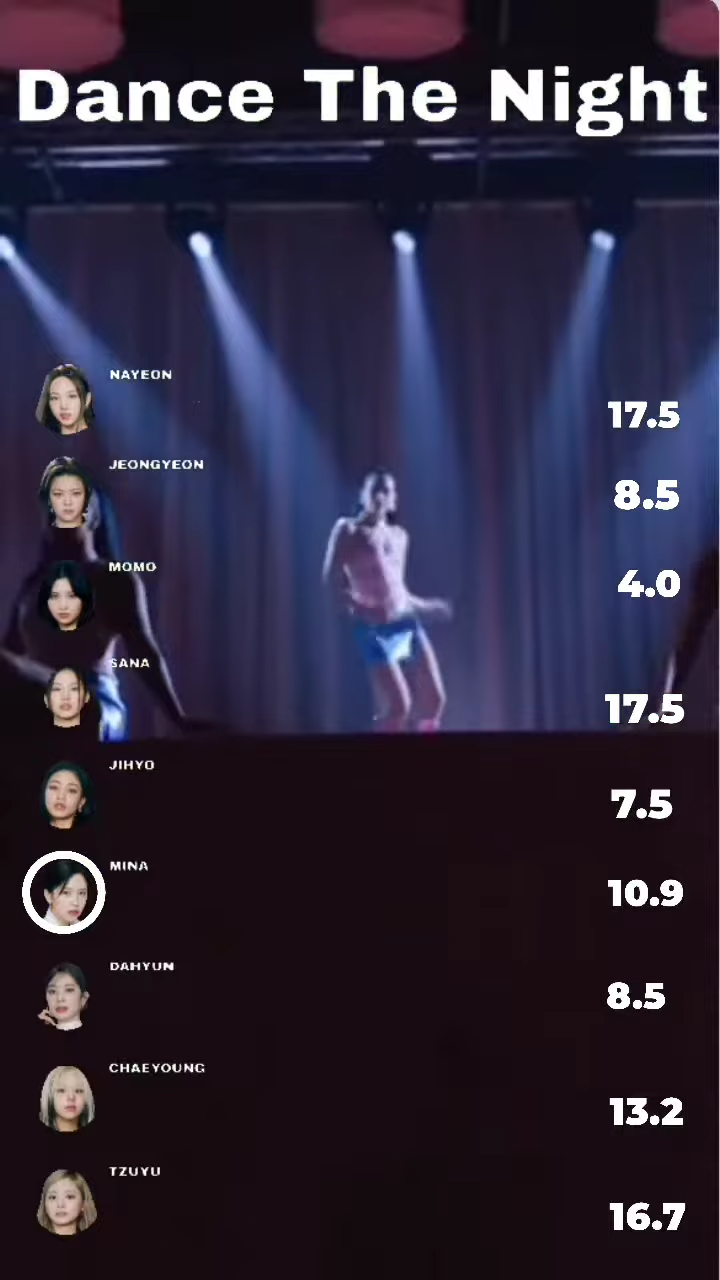 Dance The Night
NAYEON
17.5
JEONGYEON
8.5
MOMO
4.0
SANA
17.5
JIHYO
7.5
MINA
10.9
DAHYUN
8.5
CHAEYOUNG
13.2
TZUYU
16.7